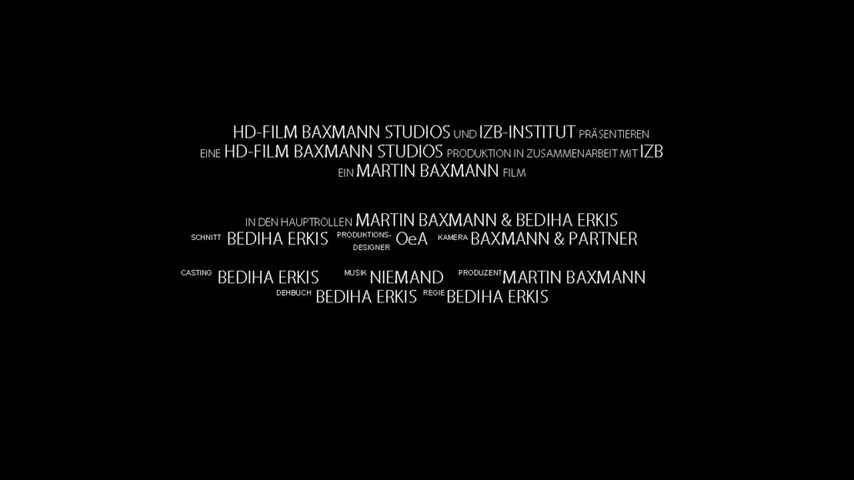 HD-FILM BAXMANN STUDIOS UND IZB-INSTITUT PRÄSENTIEREN
EINE HD-FILM BAXMANN STUDIOS PRODUKTION IN ZUSAMMENARBEIT MIT IZB
EIN MARTIN BAXMANN FILM
IN DEN HAUPTROLLEN MARTIN BAXMANN & BEDIHA ERKIS
SCHNITT BEDIHA ERKIS PRODUKTIONS-DESIGNER OeA KAMERA BAXMANN & PARTNER
CASTING BEDIHA ERKIS MUSIK NIEMAND PRODUZENT MARTIN BAXMANN
DEHBUCH BEDIHA ERKIS REGIE BEDIHA ERKIS